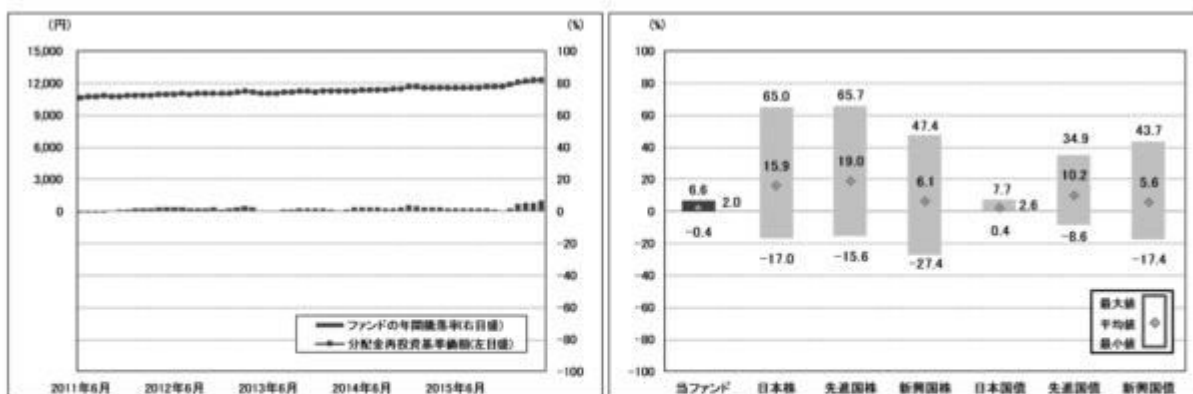 (円)
(%)
15,000
12,000
9,000
6,000
3,000
0
100
80
60
40
20
0
-20
-40
-60
-80
-100
ファンドの年間騰落率(右目盛)
分配金再投資基準価額(左目盛)
2011年6月
2012年6月
2013年6月
2014年6月
2015年6月
(%)
100
80
60
40
20
0
-20
-40
-60
-80
-100
6.6
2.0
-0.4
65.0
15.9
-17.0
65.7
19.0
-15.6
47.4
6.1
-27.4
7.7
2.6
0.4
34.9
10.2
-8.6
43.7
5.6
-17.4
最大値
平均値
最小値
当ファンド
日本株
先進国株
新興国株
日本国債
先進国債
新興国債